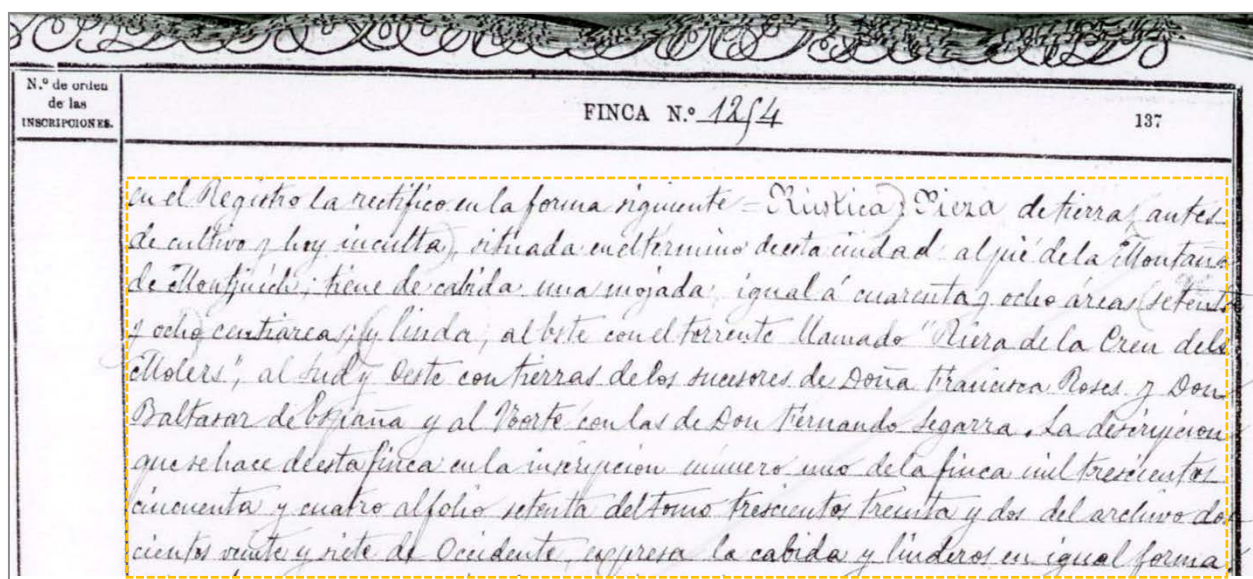 N.º de orden
de las
INSCRIPCIONES.
FINCA N.º 1254
137
en el Registro la rectifico en la forma siguiente = Rústica) Pieza de tierra (antes
de cultivo y hoy inculta), situada en el termino de esta ciudad al pié de la Montaña
de Montjuich; tiene de cabida una mojada, igual á cuarenta y ocho áreas (setenta
y ocho centiareas; (y linda, al Este con el torrente llamado "Riera de la Creu dels
Molers", al Sud y Oeste con tierras de los sucesores de Doña Francisca Roses y Don
Baltasar de España y al Norte con las de Don Fernando Segarra. La descripcion
que se hace de esta finca en la inscripcion número uno de la finca mil trescientos
cincuenta y cuatro al folio setenta del tomo trescientos treinta y dos del archivo dos
cientos veinte y siete de Occidente, expresa la cabida y linderos en igual forma